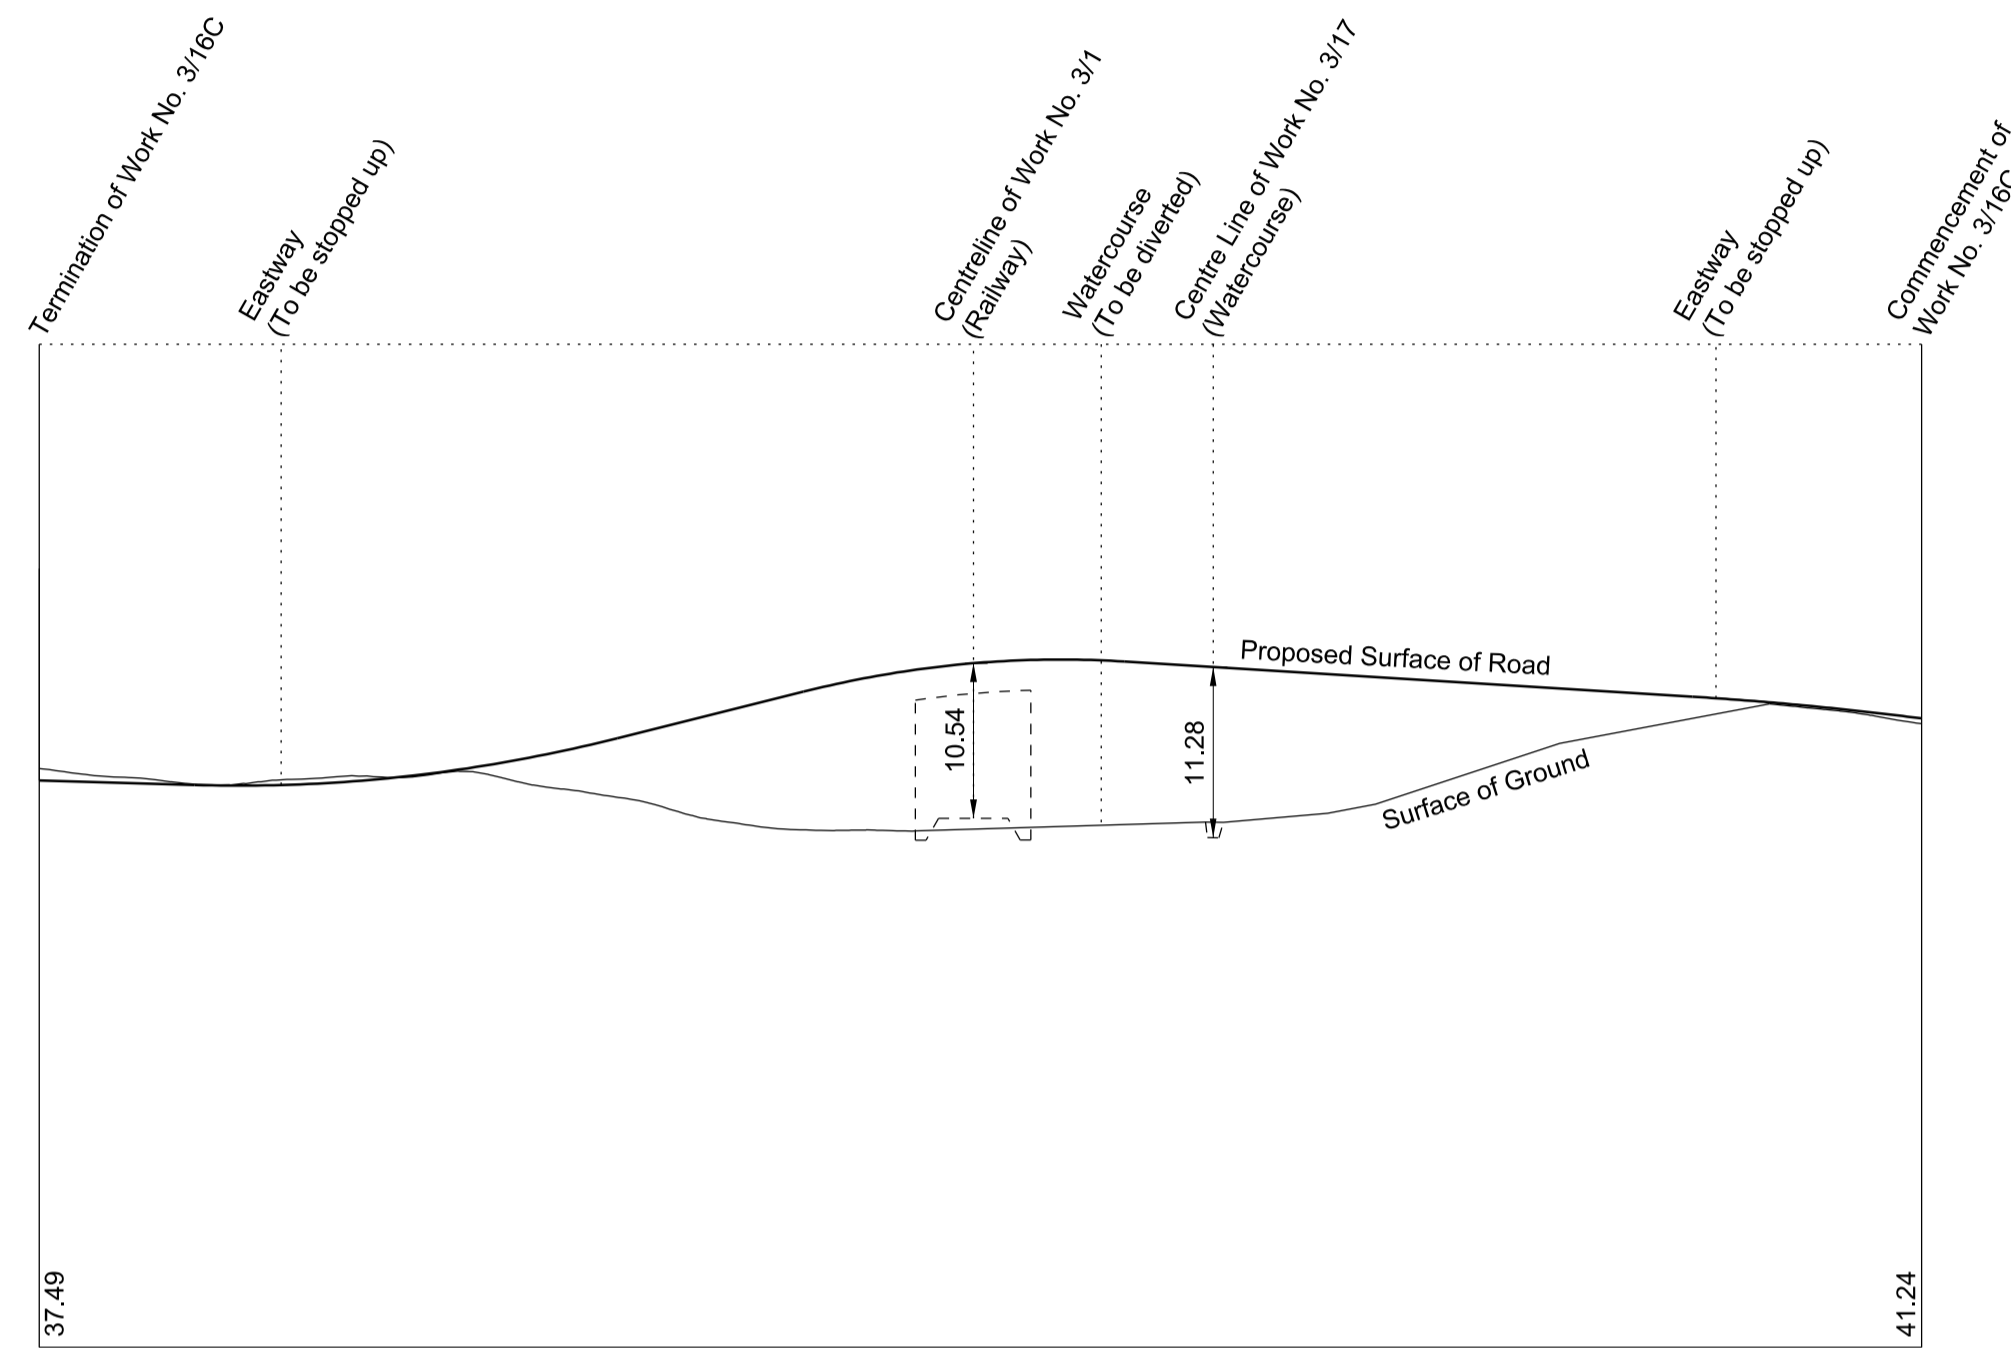 Termination of Work No. 3/16C
Eastway
(To be stopped up)
Centreline of Work No. 3/1
(Railway)
Watercourse
(To be diverted)
Centre Line of Work No. 3/17
(Watercourse)
Eastway
(To be stopped up)
Commencement of
Work No. 3/16C
Proposed Surface of Road
10.54
11.28
Surface of Ground
37.49
41.24